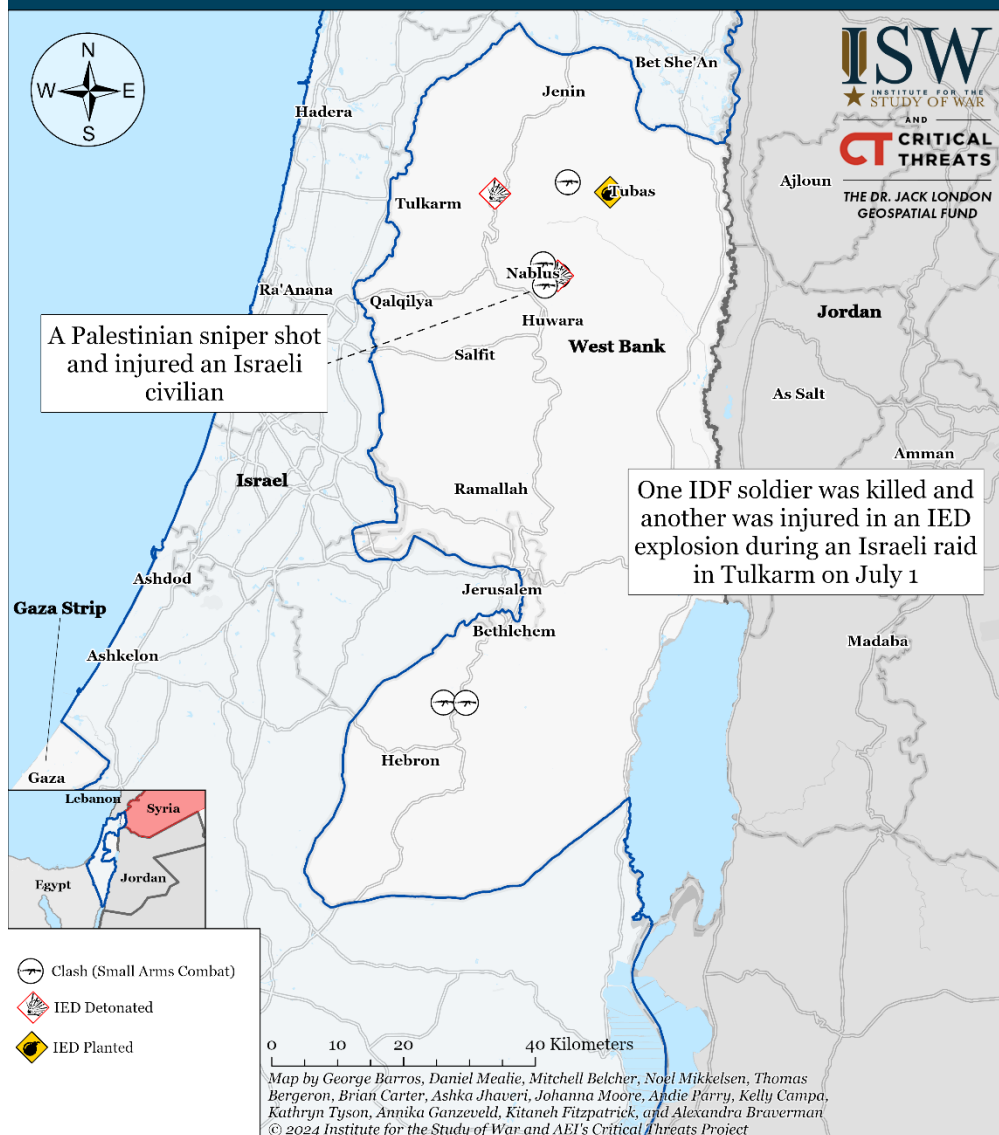 N
W
E
S
ISW
INSTITUTE FOR THE
STUDY OF WAR
AND
CT CRITICAL
THREATS
THE DR. JACK LONDON
GEOSPATIAL FUND
Bet She'An
Jenin
Hadera
Ajloun
Tubas
Tulkarm
Nablus
Ra'Anana
Qalqilya
Huwara
Jordan
West Bank
Salfit
A Palestinian sniper shot
and injured an Israeli
civilian
As Salt
Amman
Israel
Ramallah
One IDF soldier was killed and
another was injured in an IED
explosion during an Israeli raid
in Tulkarm on July 1
Ashdod
Jerusalem
Gaza Strip
Bethlehem
Madaba
Ashkelon
Hebron
Gaza
Lebanon
Syria
Egypt
Jordan
Clash (Small Arms Combat)
IED Detonated
IED Planted
0 10 20 40 Kilometers
Map by George Barros, Daniel Mealie, Mitchell Belcher, Noel Mikkelsen, Thomas
Bergeron, Brian Carter, Ashka Jhaveri, Johanna Moore, Andie Parry, Kelly Campa,
Kathryn Tyson, Annika Ganzeveld, Kitaneh Fitzpatrick, and Alexandra Braverman
© 2024 Institute for the Study of War and AEI's Critical Threats Project